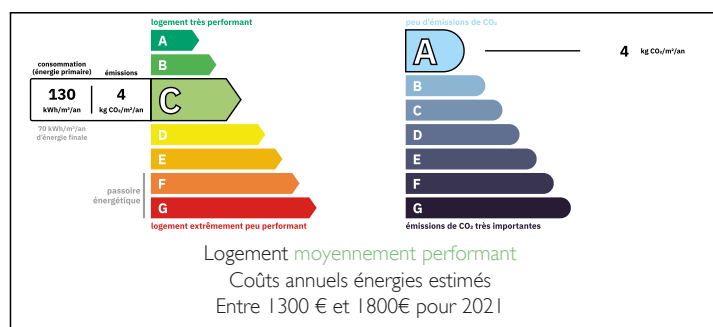 logement très performant
A
B
consommation
(énergie primaire)
émissions
130
kWh/m²/an
4
kg CO₂/m²/an
C
70 kWh/m²/an
d'énergie finale
D
E
passoire
énergétique
F
G
logement extrêmement peu performant
peu d'émissions de CO₂
A
4 kg CO₂/m²/an
B
C
D
E
F
G
émissions de CO₂ très importantes
Logement moyennement performant
Coûts annuels énergies estimés
Entre 1300 € et 1800€ pour 2021